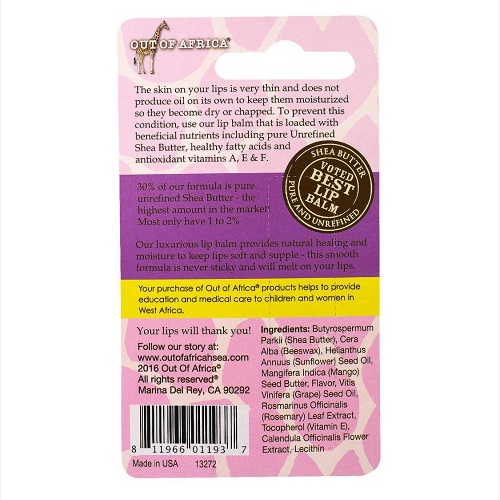 OUT OF AFRICA®
The skin on your lips is very thin and does not
produce oil on its own to keep them moisturized
so they become dry or chapped. To prevent this
condition, use our lip balm that is loaded with
beneficial nutrients including pure Unrefined
Shea Butter, healthy fatty acids and
antioxidant vitamins A, E & F.
SHEA BUTTER
VOTED
BEST
LIP
BALM
PURE AND UNREFINED
30% of our formula is pure
unrefined Shea Butter - the
highest amount in the market!
Most only have 1 to 2%
Our luxurious lip balm provides natural healing and
moisture to keep lips soft and supple - this smooth
formula is never sticky and will melt on your lips.
Your purchase of Out of Africa® products helps to provide
education and medical care to children and women in
West Africa.
Your lips will thank you!
Follow our story at:
www.outofafricahsea.com
2016 Out Of Africa®
All rights reserved®
Marina Del Rey, CA 90292
8 11966 01193 7
Made in USA 13272
Ingredients: Butyrospermum
Parkii (Shea Butter), Cera
Alba (Beeswax), Helianthus
Annuus (Sunflower) Seed Oil,
Mangifera Indica (Mango)
Seed Butter, Flavor, Vitis
Vinifera (Grape) Seed Oil,
Rosmarinus Officinalis
(Rosemary) Leaf Extract,
Tocopherol (Vitamin E),
Calendula Officinalis Flower
Extract, Lecithin